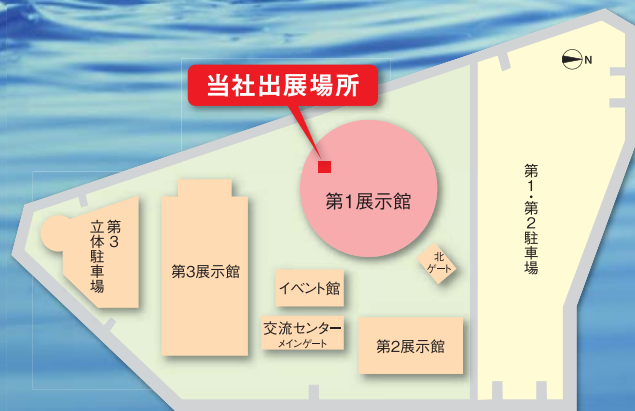 当社出展場所
N
第1展示館
第1・第2駐車場
第3
立体駐車場
第3展示館
北
ゲート
イベント館
交流センター
メインゲート
第2展示館